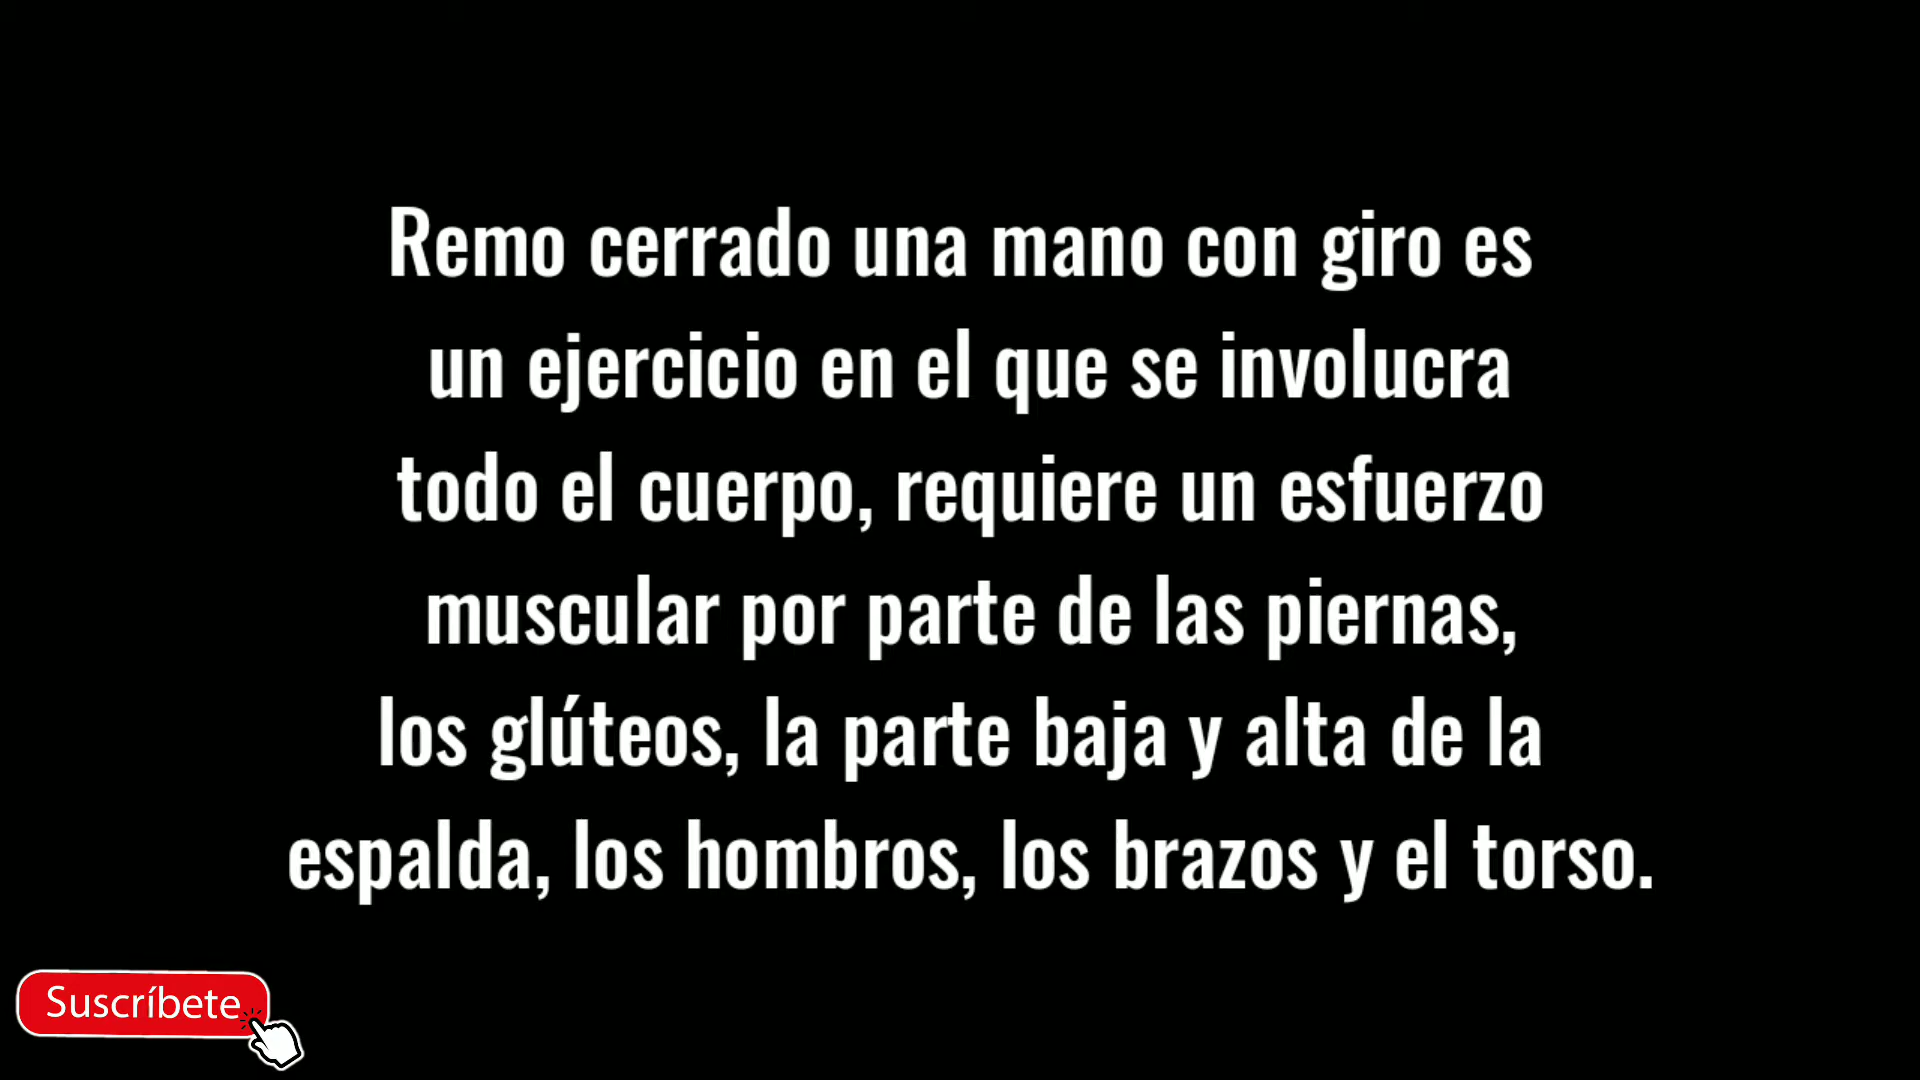 Remo cerrado una mano con giro es
un ejercicio en el que se involucra
todo el cuerpo, requiere un esfuerzo
muscular por parte de las piernas,
los glúteos, la parte baja y alta de la
espalda, los hombros, los brazos y el torso.
Suscríbete